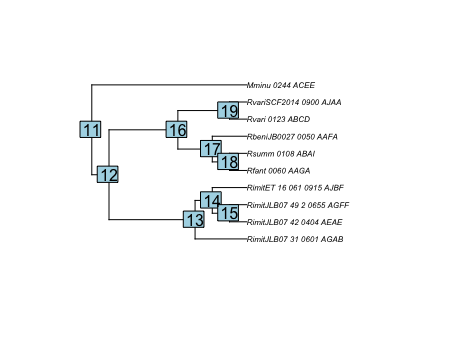 Mminu 0244 ACEE
RvariSCF2014 0900 AJAA
19
Rvari 0123 ABCD
11
16
RbeniJB0027 0050 AAFA
17
Rsumm 0108 ABAI
18
Rfant 0060 AAGA
12
RimitET 16 061 0915 AJBF
14
RimitJLB07 49 2 0655 AGFF
15
RimitJLB07 42 0404 AEAE
13
RimitJLB07 31 0601 AGAB